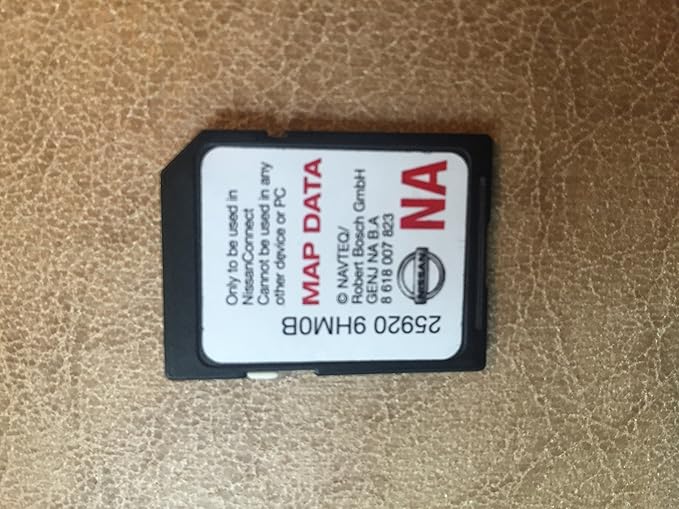 Only to be used in
NissanConnect
Cannot be used in any
other device or PC
MAP DATA
© NAVTEQ/
Robert Bosch GmbH
GENJ NA B.A
8 618 007 823
NISSAN
NA
25920 9HM0B